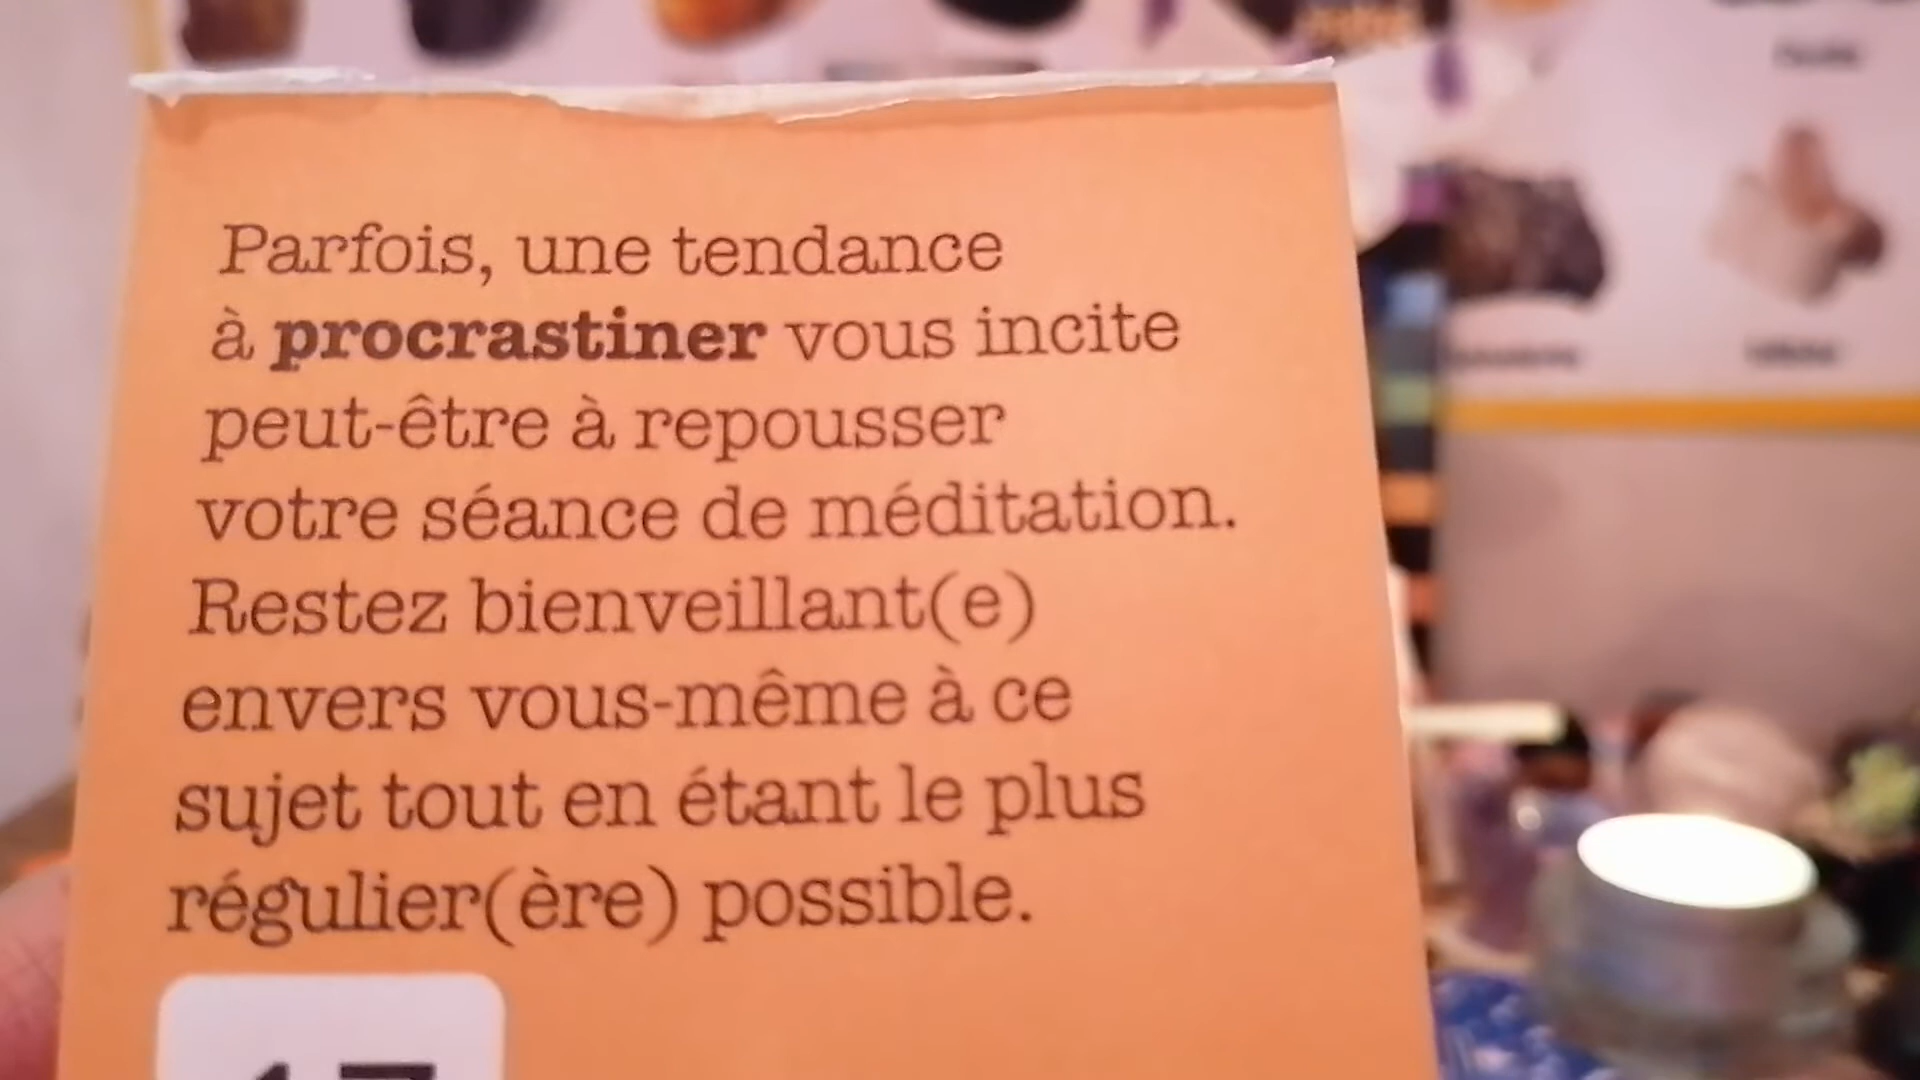 Parfois, une tendance
à procrastiner vous incite
peut-être à repousser
votre séance de méditation.
Restez bienveillant(e)
envers vous-même à ce
sujet tout en étant le plus
régulier(ère) possible.